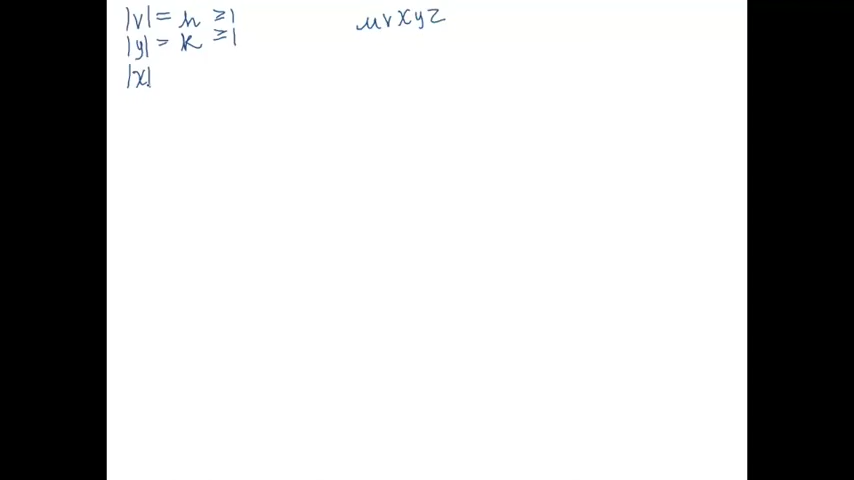 |v| = n ≥1
uvxyz
|y| = k ≥1
|x|